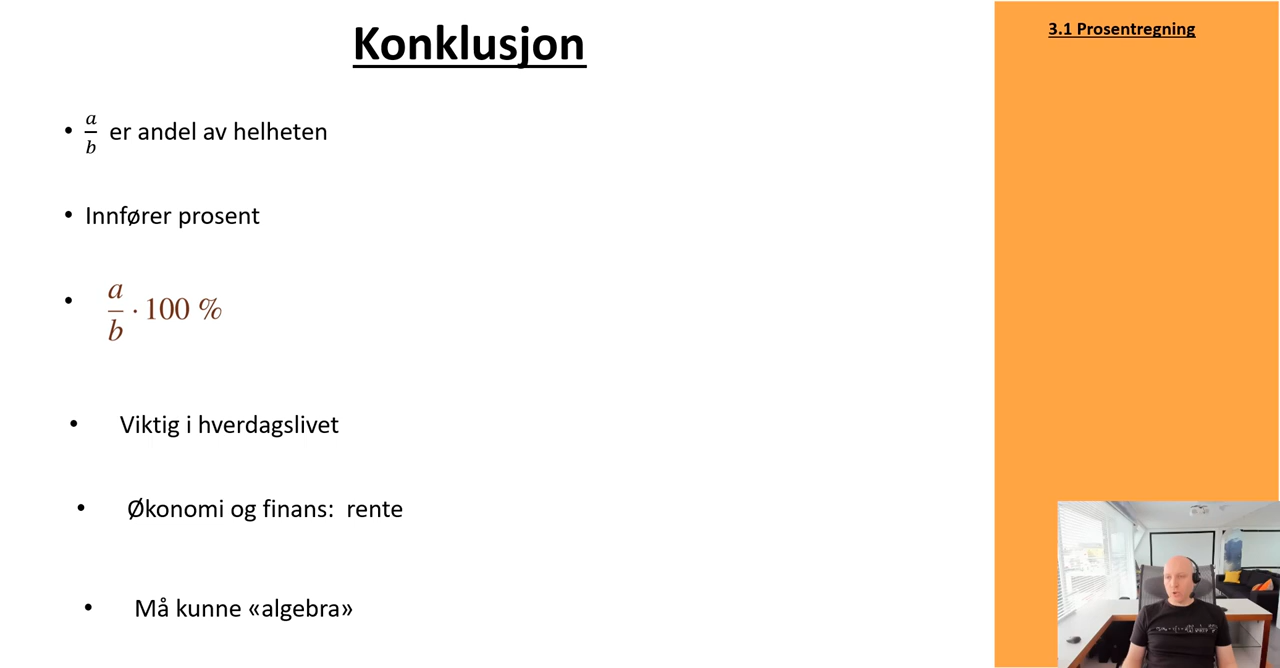 Konklusjon
3.1 Prosentregning
• a/b er andel av helheten
• Innfører prosent
• a/b · 100 %
• Viktig i hverdagslivet
• Økonomi og finans: rente
• Må kunne «algebra»